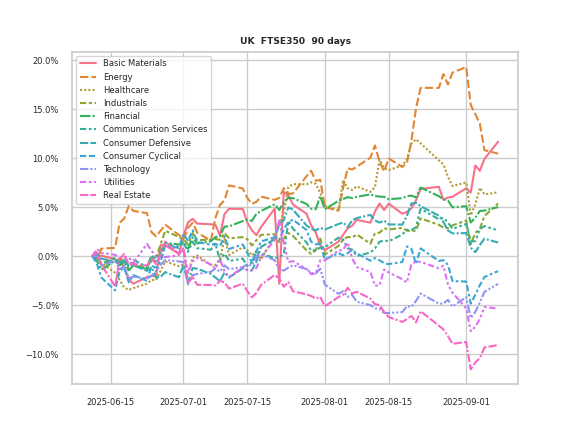 UK FTSE350 90 days
20.0%
15.0%
10.0%
5.0%
0.0%
−5.0%
−10.0%
Basic Materials
Energy
Healthcare
Industrials
Financial
Communication Services
Consumer Defensive
Consumer Cyclical
Technology
Utilities
Real Estate
2025-06-15 2025-07-01 2025-07-15 2025-08-01 2025-08-15 2025-09-01